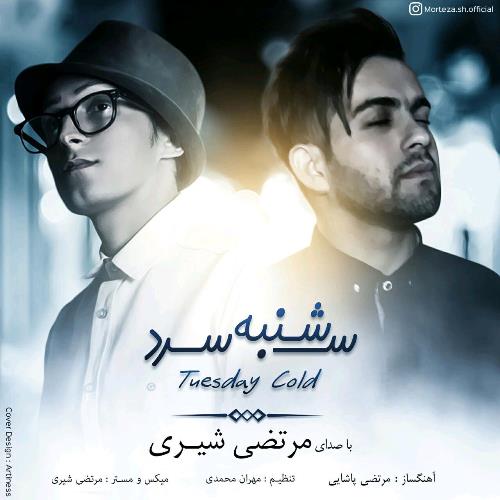 Morteza.sh.official
سه شنبه سرد
Tuesday Cold
با صدای مرتضی شیری
آهنگساز : مرتضی پاشایی
تنظیم : مهران محمدی
میکس و مستر : مرتضی شیری
Cover Design : Artiness